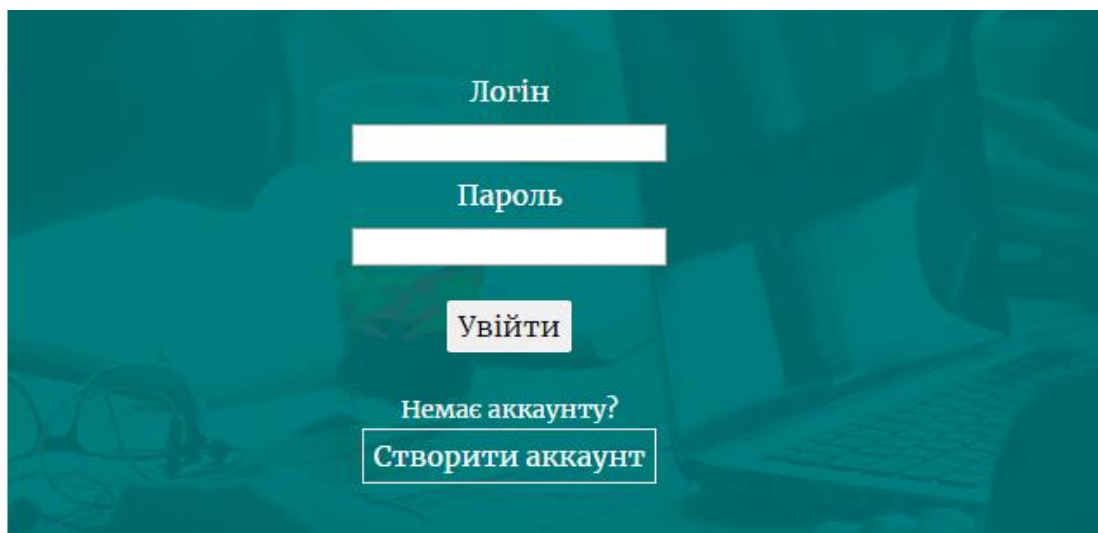 Логін
Пароль
Увійти
Немає аккаунту?
Створити аккаунт